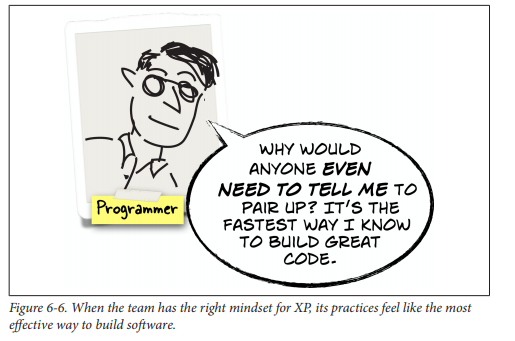 WHY WOULD
ANYONE EVEN
NEED TO TELL ME TO
PAIR UP? IT'S THE
FASTEST WAY I KNOW
TO BUILD GREAT
CODE.
Programmer
Figure 6-6. When the team has the right mindset for XP, its practices feel like the most
effective way to build software.